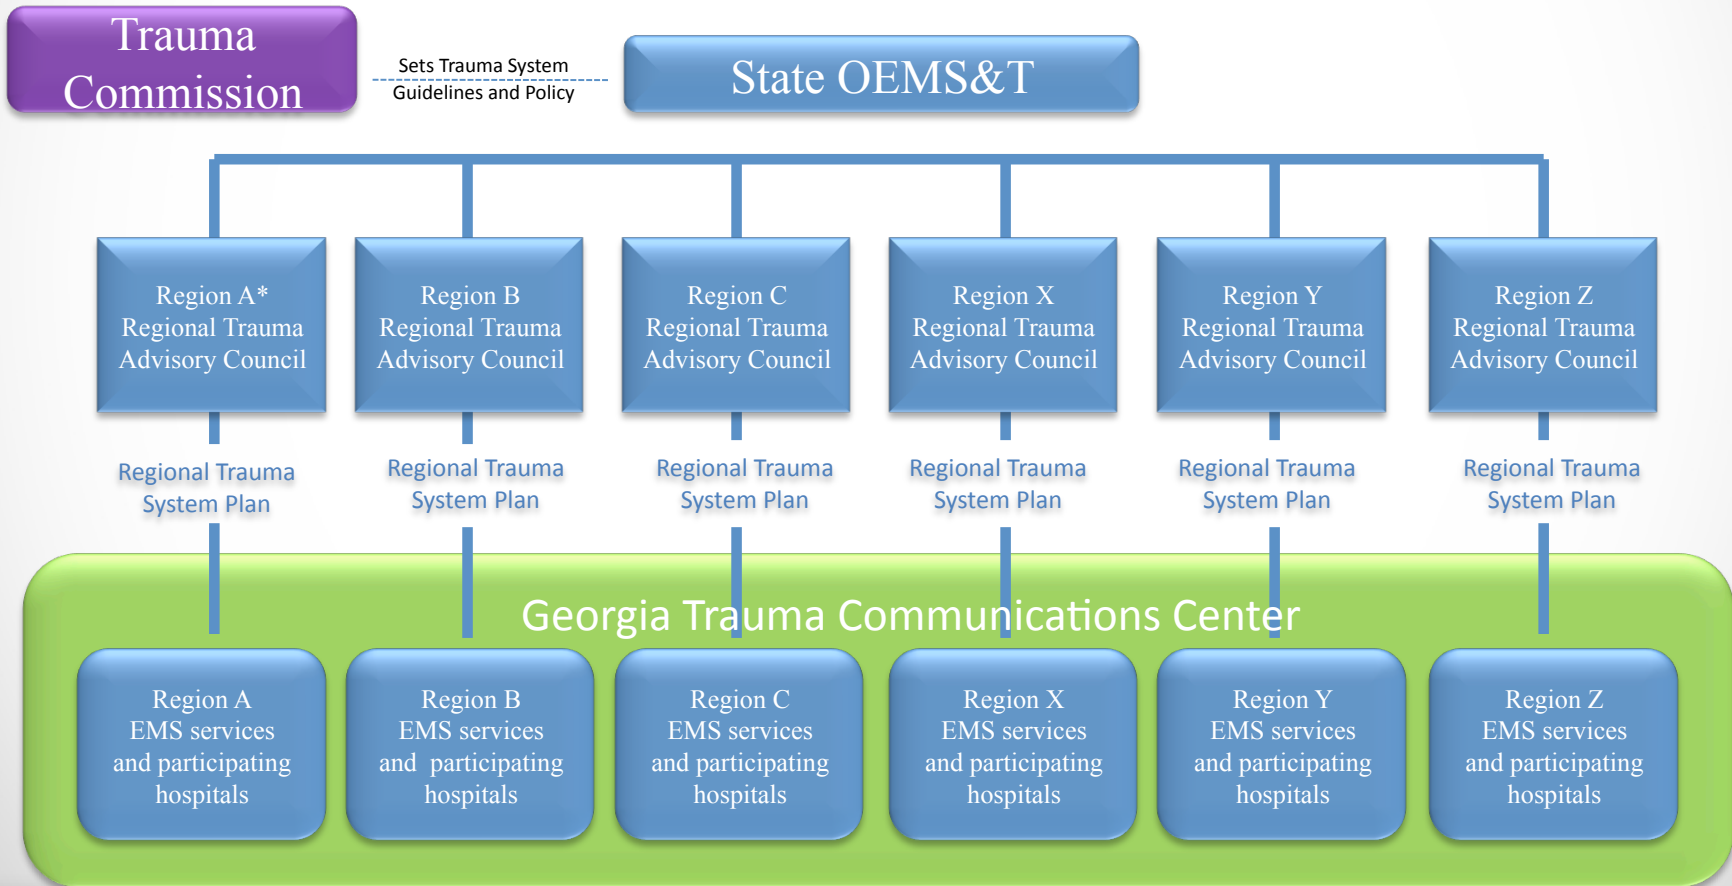 Trauma
Commission
Sets Trauma System
Guidelines and Policy
State OEMS&T
Region A*
Regional Trauma
Advisory Council
Region B
Regional Trauma
Advisory Council
Region C
Regional Trauma
Advisory Council
Region X
Regional Trauma
Advisory Council
Region Y
Regional Trauma
Advisory Council
Region Z
Regional Trauma
Advisory Council
Regional Trauma
System Plan
Regional Trauma
System Plan
Regional Trauma
System Plan
Regional Trauma
System Plan
Regional Trauma
System Plan
Regional Trauma
System Plan
Georgia Trauma Communications Center
Region A
EMS services
and participating
hospitals
Region B
EMS services
and participating
hospitals
Region C
EMS services
and participating
hospitals
Region X
EMS services
and participating
hospitals
Region Y
EMS services
and participating
hospitals
Region Z
EMS services
and participating
hospitals